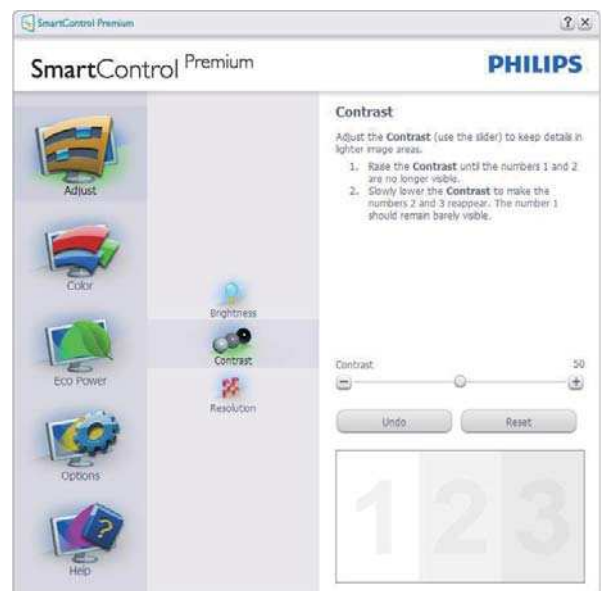 SmartControl Premium
SmartControl Premium
PHILIPS
Adjust
Color
Eco Power
Options
Help
Brightness
Contrast
Resolution
Contrast
Adjust the Contrast (use the slider) to keep details in
lighter image areas.
1. Raise the Contrast until the numbers 1 and 2
are no longer visible.
2. Slowly lower the Contrast to make the
numbers 2 and 3 reappear. The number 1
should remain barely visible.
Contrast 50
Undo Reset
1 2 3